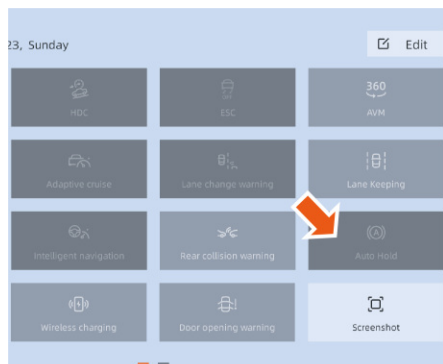 23, Sunday
Edit
HDC
ESC
360
AVM
Adaptive cruise
Lane change warning
Lane Keeping
Intelligent navigation
Rear collision warning
A
Auto Hold
Wireless charging
Door opening warning
Screenshot